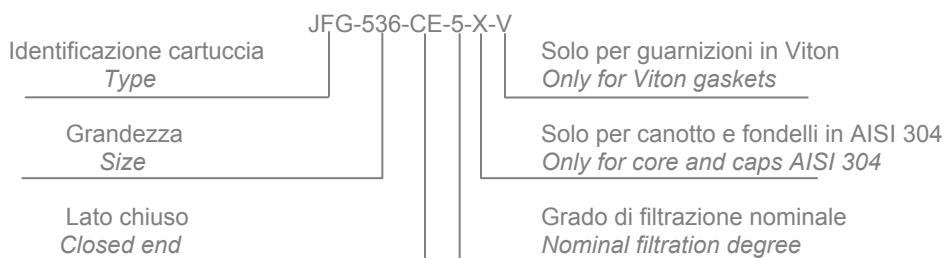 JFG-536-CE-5-X-V
Identificazione cartuccia
Type
Solo per guarnizioni in Viton
Only for Viton gaskets
Grandezza
Size
Solo per canotto e fondelli in AISI 304
Only for core and caps AISI 304
Lato chiuso
Closed end
Grado di filtrazione nominale
Nominal filtration degree